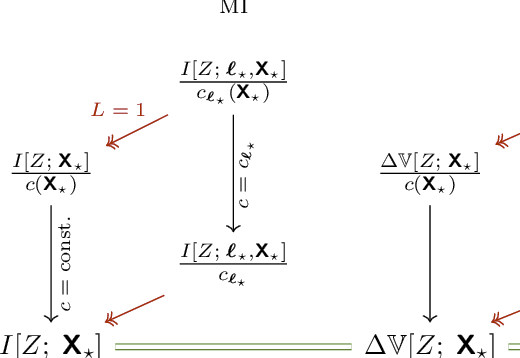 MI
I[Z; ℓ⋆,X⋆]
c_ℓ⋆(X⋆)
L = 1
I[Z; X⋆]
c(X⋆)
c = c_ℓ⋆
Δ𝕍[Z; X⋆]
c(X⋆)
c = const.
I[Z; ℓ⋆,X⋆]
c_ℓ⋆
I[Z; X⋆]
Δ𝕍[Z; X⋆]